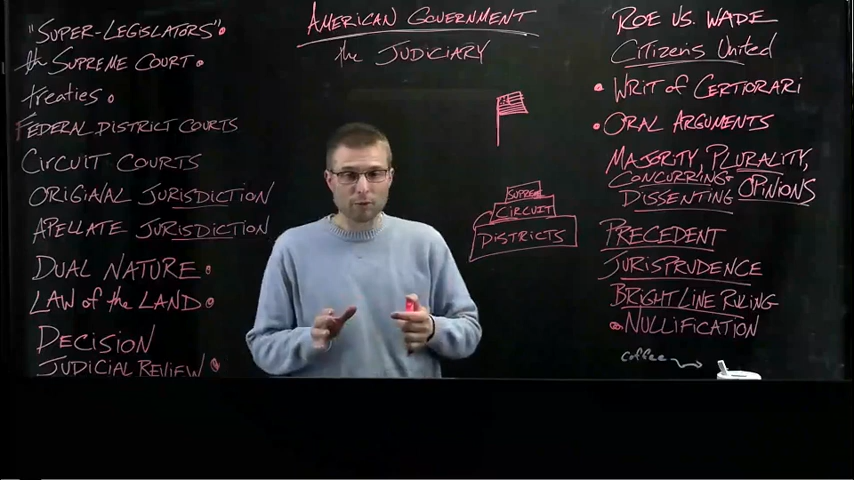 AMERICAN GOVERNMENT
the JUDICIARY
"SUPER-LEGISLATORS"
the SUPREME COURT
treaties
FEDERAL DISTRICT COURTS
CIRCUIT COURTS
ORIGINAL JURISDICTION
APELLATE JURISDICTION
DUAL NATURE
LAW of the LAND
DECISION
JUDICIAL REVIEW
SUPREME
CIRCUIT
DISTRICTS
ROE VS. WADE
Citizens United
WRIT of CERTIORARI
ORAL ARGUMENTS
MAJORITY, PLURALITY,
CONCURRING
DISSENTING OPINIONS
PRECEDENT
JURISPRUDENCE
BRIGHT LINE RULING
NULLIFICATION
coffee